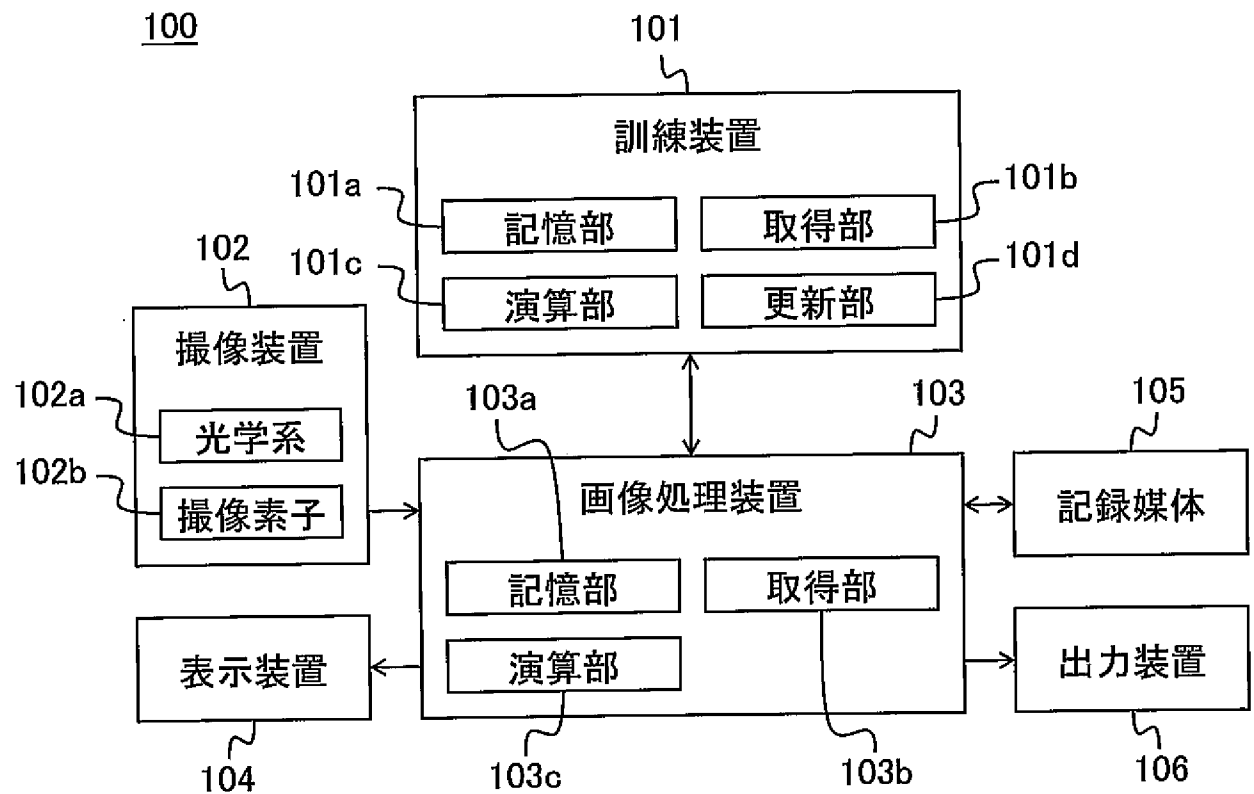 100
101
訓練装置
101a
記憶部
取得部
101b
101c
演算部
更新部
101d
102
撮像装置
102a
光学系
102b
撮像素子
103a
103
画像処理装置
記憶部
取得部
演算部
103c
103b
105
記録媒体
表示装置
104
出力装置
106